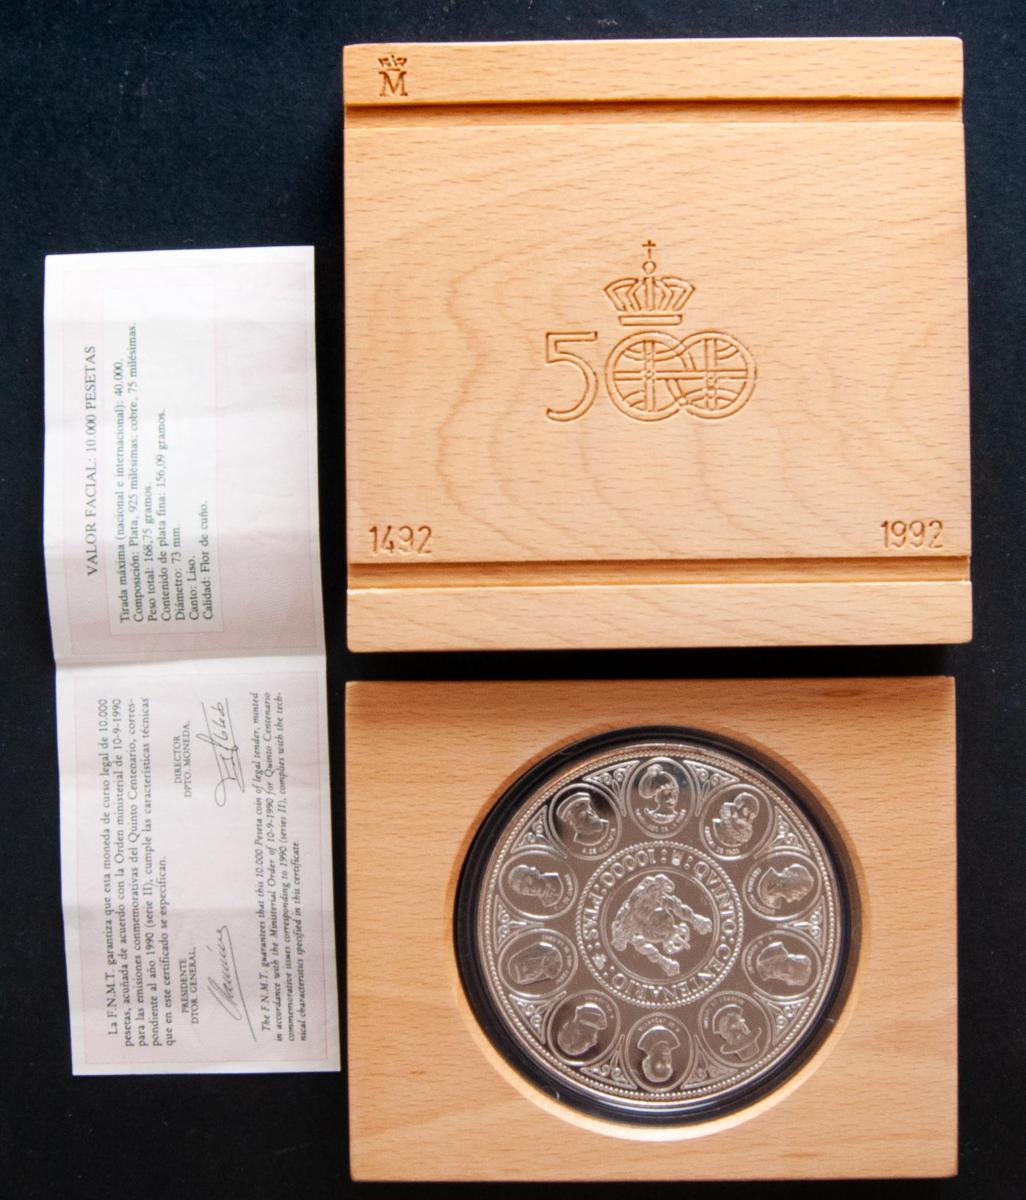 M
500
1492
1992
VALOR FACIAL: 10.000 PESETAS
Tirada máxima (nacional e internacional): 40.000.
Composición: Plata, 925 milésimas; cobre, 75 milésimas.
Peso total: 168,75 gramos.
Contenido de plata fina: 156,09 gramos.
Diámetro: 73 mm.
Canto: Liso.
Calidad: Flor de cuño.
La F.N.M.T. garantiza que esta moneda de curso legal de 10.000
pesetas, acuñada de acuerdo con la Orden ministerial de 10-9-1990
para las emisiones conmemorativas del Quinto Centenario, corres-
pondiente al año 1990 (serie II), cumple las características técnicas
que en este certificado se especifican.
PRESIDENTE
DTOR. GENERAL,
DIRECTOR
DPTO. MONEDA,
The F.N.M.T. guarantees that this 10.000 Peseta coin of legal tender, minted
in accordance with the Ministerial Order of 10-9-1990 for Quinto Centenario
commemorative issues corresponding to 1990 (series II), complies with the tech-
nical characteristics specified in this certificate.
QUINTO CENTENARIO
10000 PTAS